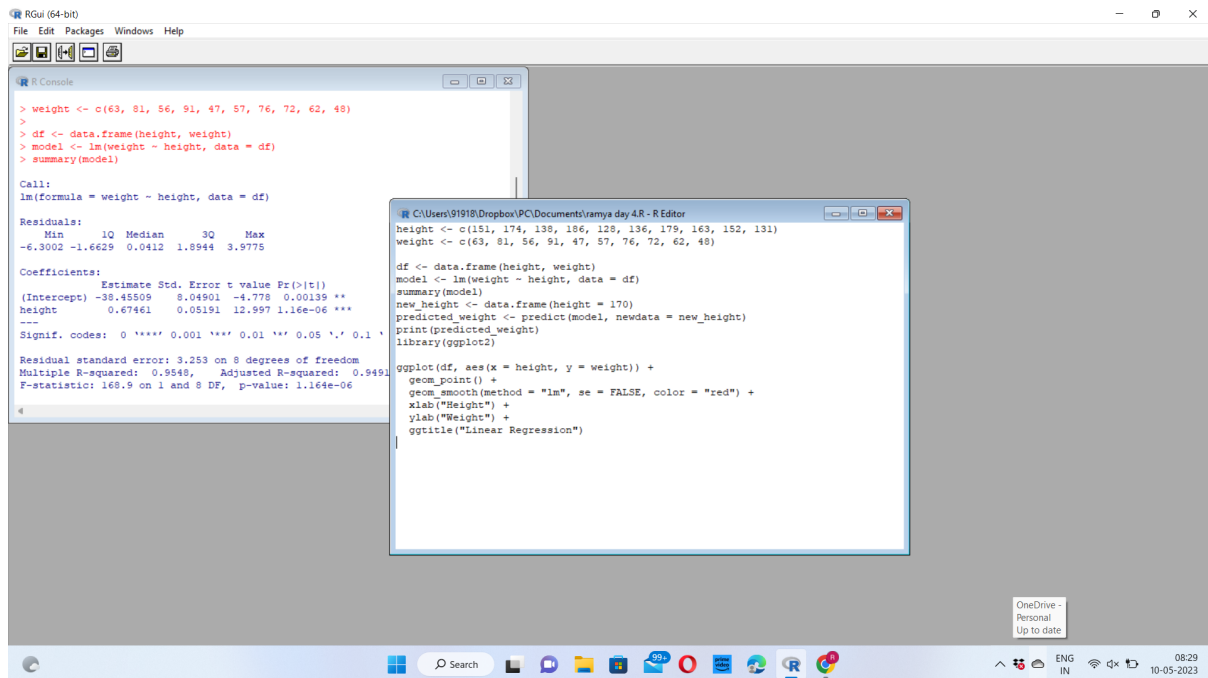 RGui (64-bit)
File Edit Packages Windows Help
R Console
> weight <- c(63, 81, 56, 91, 47, 57, 76, 72, 62, 48)
>
> df <- data.frame(height, weight)
> model <- lm(weight ~ height, data = df)
> summary(model)
Call:
lm(formula = weight ~ height, data = df)
Residuals:
    Min      1Q  Median      3Q     Max
-6.3002 -1.6629  0.0412  1.8944  3.9775
Coefficients:
             Estimate Std. Error t value Pr(>|t|)
(Intercept) -38.45509    8.04901  -4.778  0.00139 **
height        0.67461    0.05191  12.997 1.16e-06 ***
---
Signif. codes:  0 ‘***’ 0.001 ‘**’ 0.01 ‘*’ 0.05 ‘.’ 0.1 ‘
Residual standard error: 3.253 on 8 degrees of freedom
Multiple R-squared:  0.9548,    Adjusted R-squared:  0.9491
F-statistic: 168.9 on 1 and 8 DF,  p-value: 1.164e-06
C:\Users\91918\Dropbox\PC\Documents\ramya day 4.R - R Editor
height <- c(151, 174, 138, 186, 128, 136, 179, 163, 152, 131)
weight <- c(63, 81, 56, 91, 47, 57, 76, 72, 62, 48)
df <- data.frame(height, weight)
model <- lm(weight ~ height, data = df)
summary(model)
new_height <- data.frame(height = 170)
predicted_weight <- predict(model, newdata = new_height)
print(predicted_weight)
library(ggplot2)
ggplot(df, aes(x = height, y = weight)) +
  geom_point() +
  geom_smooth(method = "lm", se = FALSE, color = "red") +
  xlab("Height") +
  ylab("Weight") +
  ggtitle("Linear Regression")
OneDrive -
Personal
Up to date
Search
99+
prime video
R
ENG
IN
08:29
10-05-2023